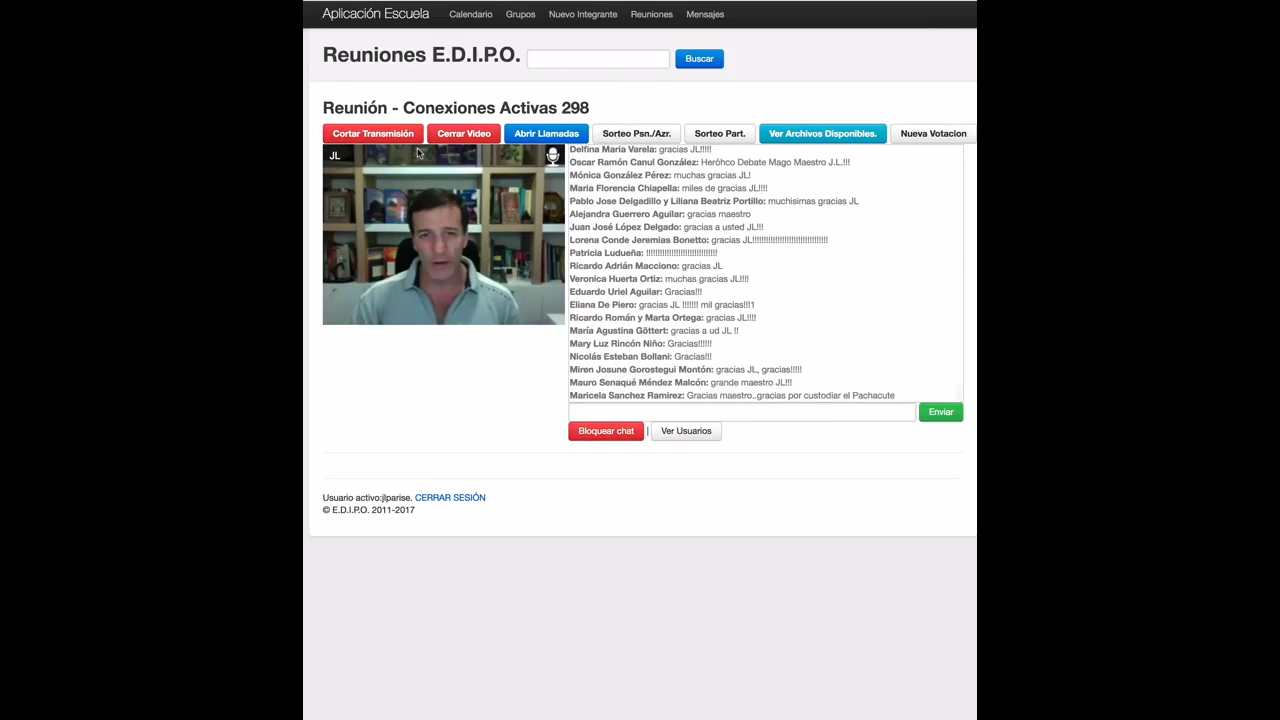 Aplicación Escuela Calendario Grupos Nuevo Integrante Reuniones Mensajes
Reuniones E.D.I.P.O. Buscar
Reunión - Conexiones Activas 298
Cortar Transmisión Cerrar Video Abrir Llamadas Sorteo Psn./Azr. Sorteo Part. Ver Archivos Disponibles. Nueva Votacion
JL
Delfina Maria Varela: gracias JL!!!!!
Oscar Ramón Canul González: Heróhco Debate Mago Maestro J.L.!!!
Mónica González Pérez: muchas gracias JL!
Maria Florencia Chiapella: miles de gracias JL!!!!
Pablo Jose Delgadillo y Liliana Beatriz Portillo: muchisimas gracias JL
Alejandra Guerrero Aguilar: gracias maestro
Juan José López Delgado: gracias a usted JL!!!
Lorena Conde Jeremias Bonetto: gracias JL!!!!!!!!!!!!!!!!!!!!!!!!!!!!!!!!!
Patricia Ludueña: !!!!!!!!!!!!!!!!!!!!!!!!!!!!!!!
Ricardo Adrián Macciono: gracias JL
Veronica Huerta Ortiz: muchas gracias JL!!!!
Eduardo Uriel Aguilar: Gracias!!!
Eliana De Piero: gracias JL !!!!!!! mil gracias!!!1
Ricardo Román y Marta Ortega: gracias JL!!!!
María Agustina Göttert: gracias a ud JL !!
Mary Luz Rincón Niño: Gracias!!!!!!
Nicolás Esteban Bollani: Gracias!!!
Miren Josune Gorostegui Montón: gracias JL, gracias!!!!!
Mauro Senaqué Méndez Malcón: grande maestro JL!!!
Maricela Sanchez Ramirez: Gracias maestro..gracias por custodiar el Pachacute
Enviar
Bloquear chat | Ver Usuarios
Usuario activo:jlparise. CERRAR SESIÓN
© E.D.I.P.O. 2011-2017